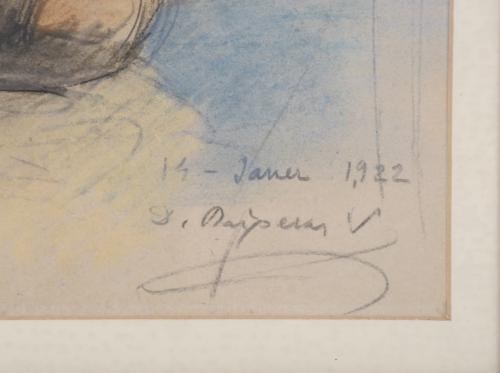 14 - Janer 1922
D. Baixeras V